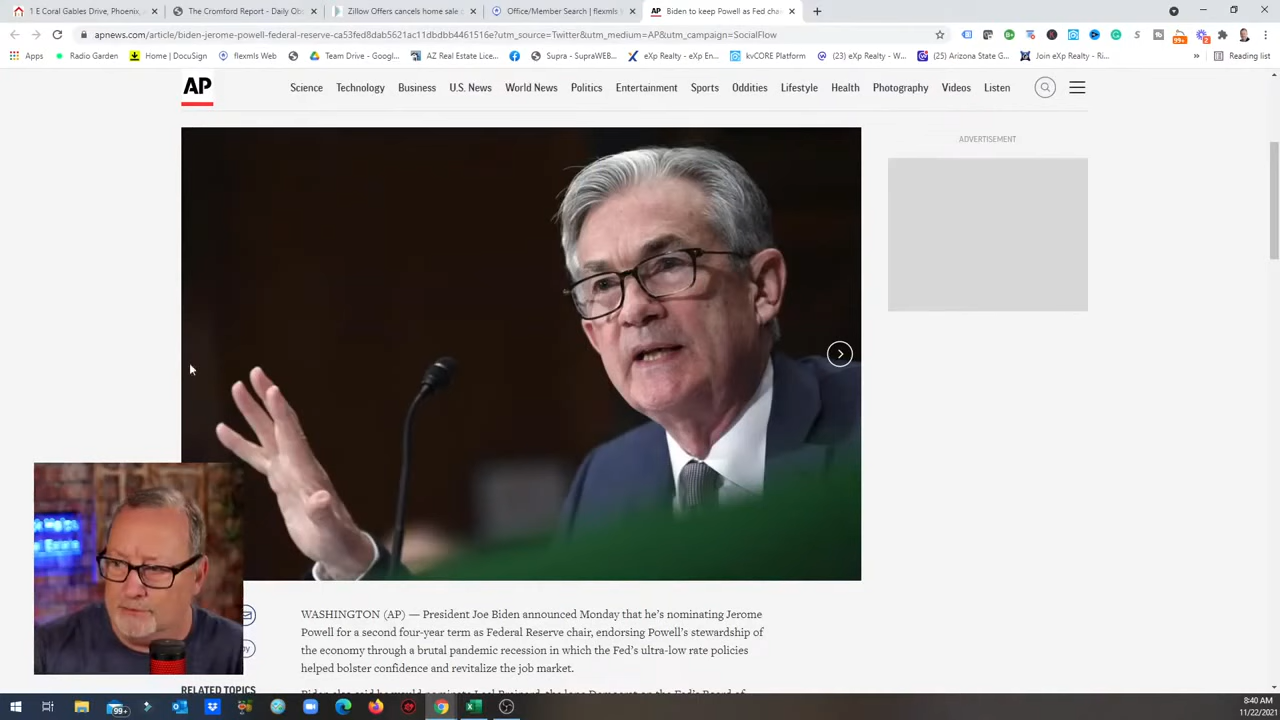 1 E Coral Gables Drive, Phoenix,
The Cromford Report - Daily Obs
Zillow Offers cancels home sale
Office/Member Search | flexmls
Biden to keep Powell as Fed chai
apnews.com/article/biden-jerome-powell-federal-reserve-ca53fed8dab5621ac11dbdbb4461516e?utm_source=Twitter&utm_medium=AP&utm_campaign=SocialFlow
Apps
Radio Garden
Home | DocuSign
flexmls Web
Team Drive - Googl...
AZ Real Estate Lice...
Supra - SupraWEB...
eXp Realty - eXp En...
kvCORE Platform
(23) eXp Realty - W...
(25) Arizona State G...
Join eXp Realty - Ri...
»
Reading list
AP
Science
Technology
Business
U.S. News
World News
Politics
Entertainment
Sports
Oddities
Lifestyle
Health
Photography
Videos
Listen
ADVERTISEMENT
WASHINGTON (AP) — President Joe Biden announced Monday that he's nominating Jerome
Powell for a second four-year term as Federal Reserve chair, endorsing Powell's stewardship of
the economy through a brutal pandemic recession in which the Fed's ultra-low rate policies
helped bolster confidence and revitalize the job market.
RELATED TOPICS
99+
8:40 AM
11/22/2021